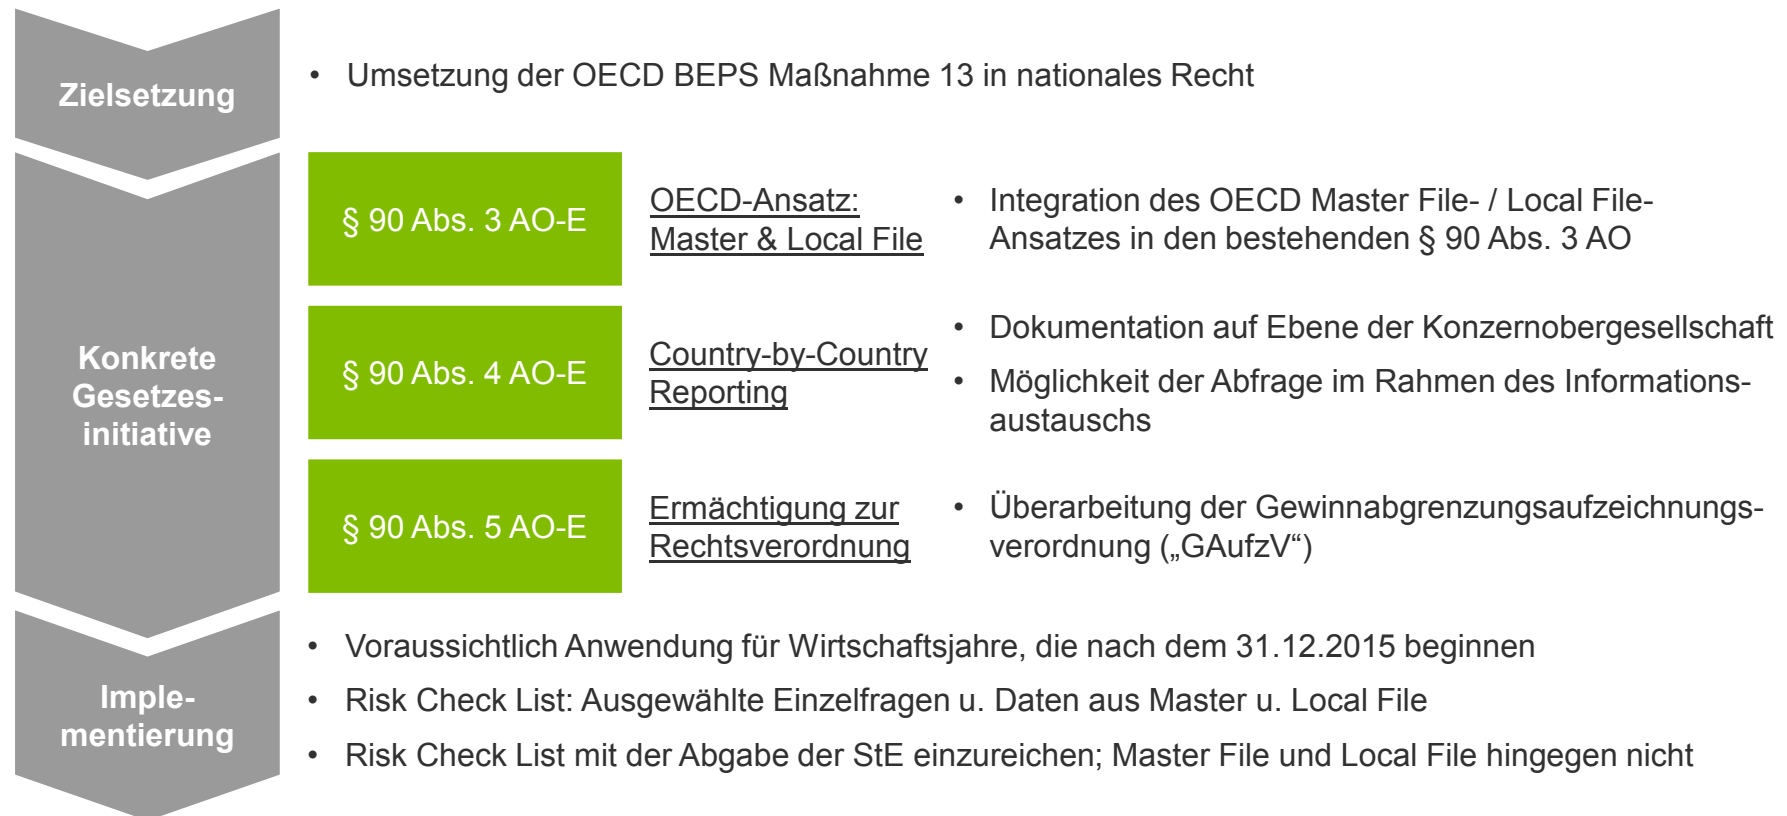 Zielsetzung
• Umsetzung der OECD BEPS Maßnahme 13 in nationales Recht
Konkrete
Gesetzes-
initiative
§ 90 Abs. 3 AO-E
OECD-Ansatz:
Master & Local File
• Integration des OECD Master File- / Local File-
Ansatzes in den bestehenden § 90 Abs. 3 AO
§ 90 Abs. 4 AO-E
Country-by-Country
Reporting
• Dokumentation auf Ebene der Konzernobergesellschaft
• Möglichkeit der Abfrage im Rahmen des Informations-
austauschs
§ 90 Abs. 5 AO-E
Ermächtigung zur
Rechtsverordnung
• Überarbeitung der Gewinnabgrenzungsaufzeichnungs-
verordnung („GAufzV“)
Imple-
mentierung
• Voraussichtlich Anwendung für Wirtschaftsjahre, die nach dem 31.12.2015 beginnen
• Risk Check List: Ausgewählte Einzelfragen u. Daten aus Master u. Local File
• Risk Check List mit der Abgabe der StE einzureichen; Master File und Local File hingegen nicht